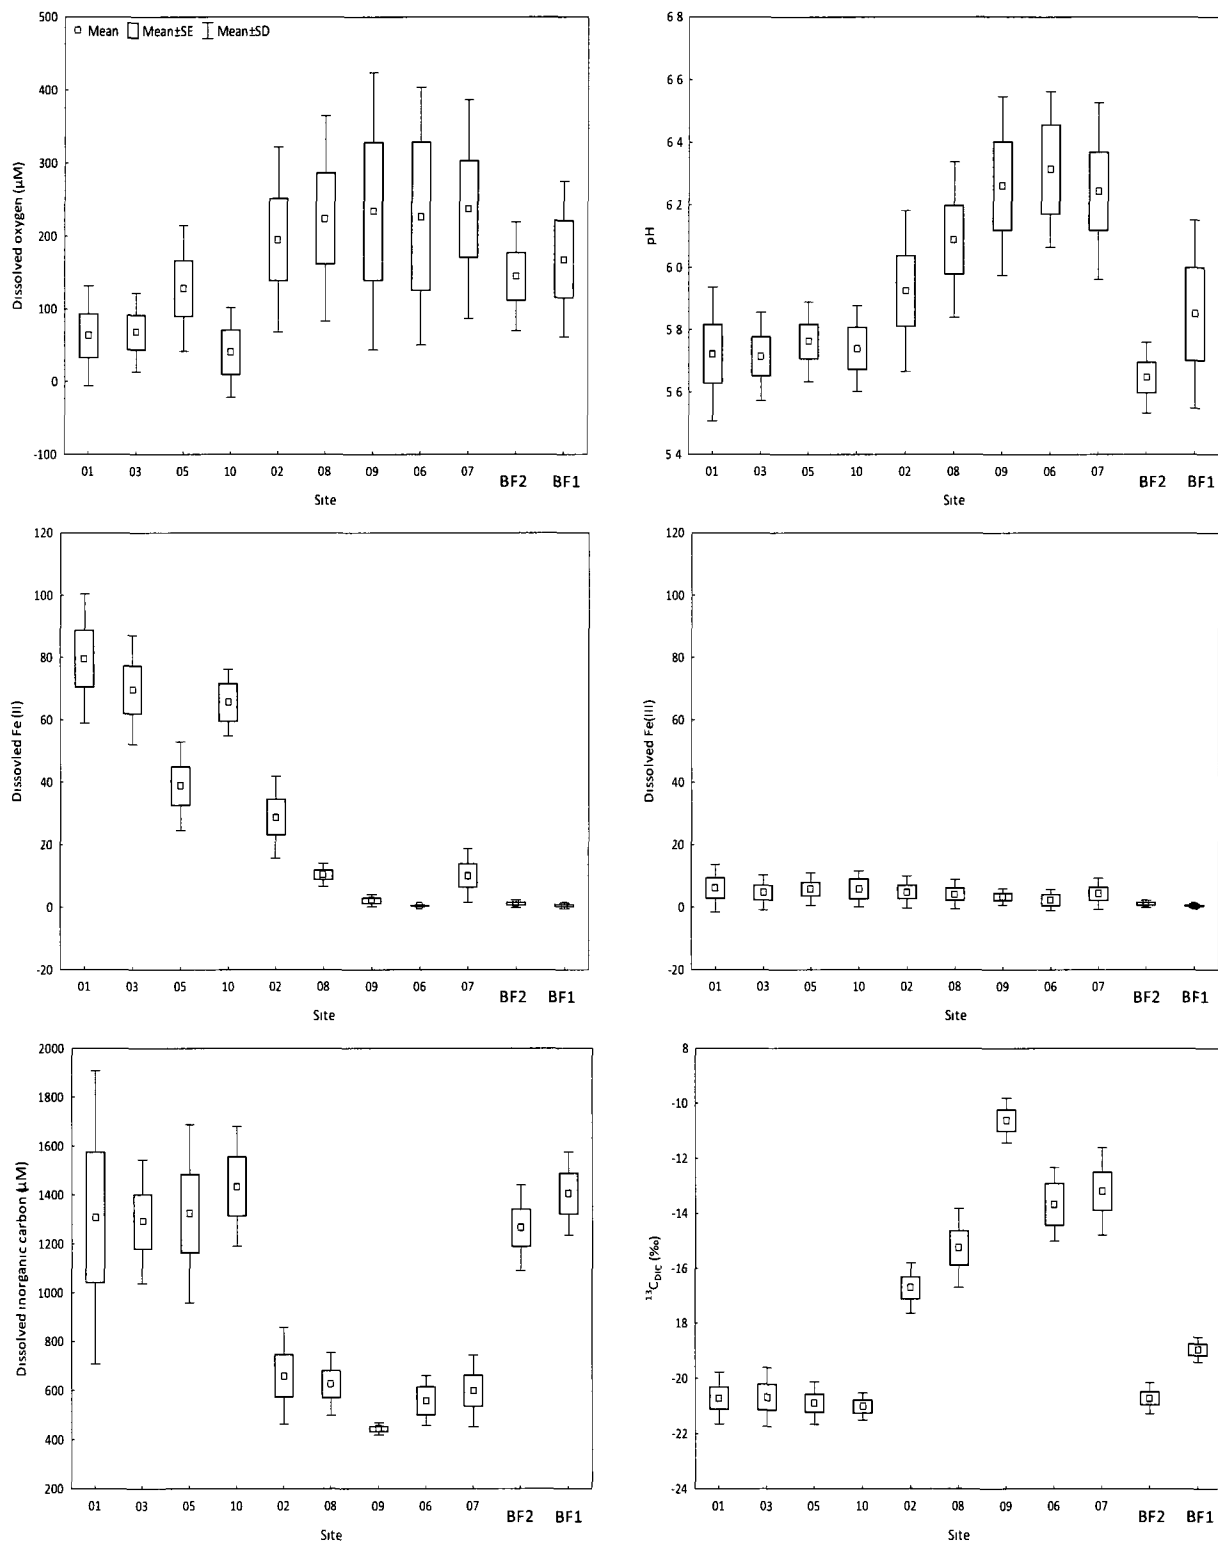 500
400
300
200
100
0
-100
Dissolved oxygen (µM)
Mean Mean±SE Mean±SD
01 03 05 10 02 08 09 06 07 BF2 BF1
Site
6 8
6 6
6 4
6 2
6 0
5 8
5 6
5 4
pH
01 03 05 10 02 08 09 06 07 BF2 BF1
Site
120
100
80
60
40
20
0
-20
Dissovled Fe (II)
01 03 05 10 02 08 09 06 07 BF2 BF1
Site
120
100
80
60
40
20
0
-20
Dissolved Fe(III)
01 03 05 10 02 08 09 06 07 BF2 BF1
Site
2000
1800
1600
1400
1200
1000
800
600
400
200
Dissolved inorganic carbon (µM)
01 03 05 10 02 08 09 06 07 BF2 BF1
Site
8
-10
-12
-14
-16
-18
-20
-22
-24
¹³C_DIC (‰)
01 03 05 10 02 08 09 06 07 BF2 BF1
Site